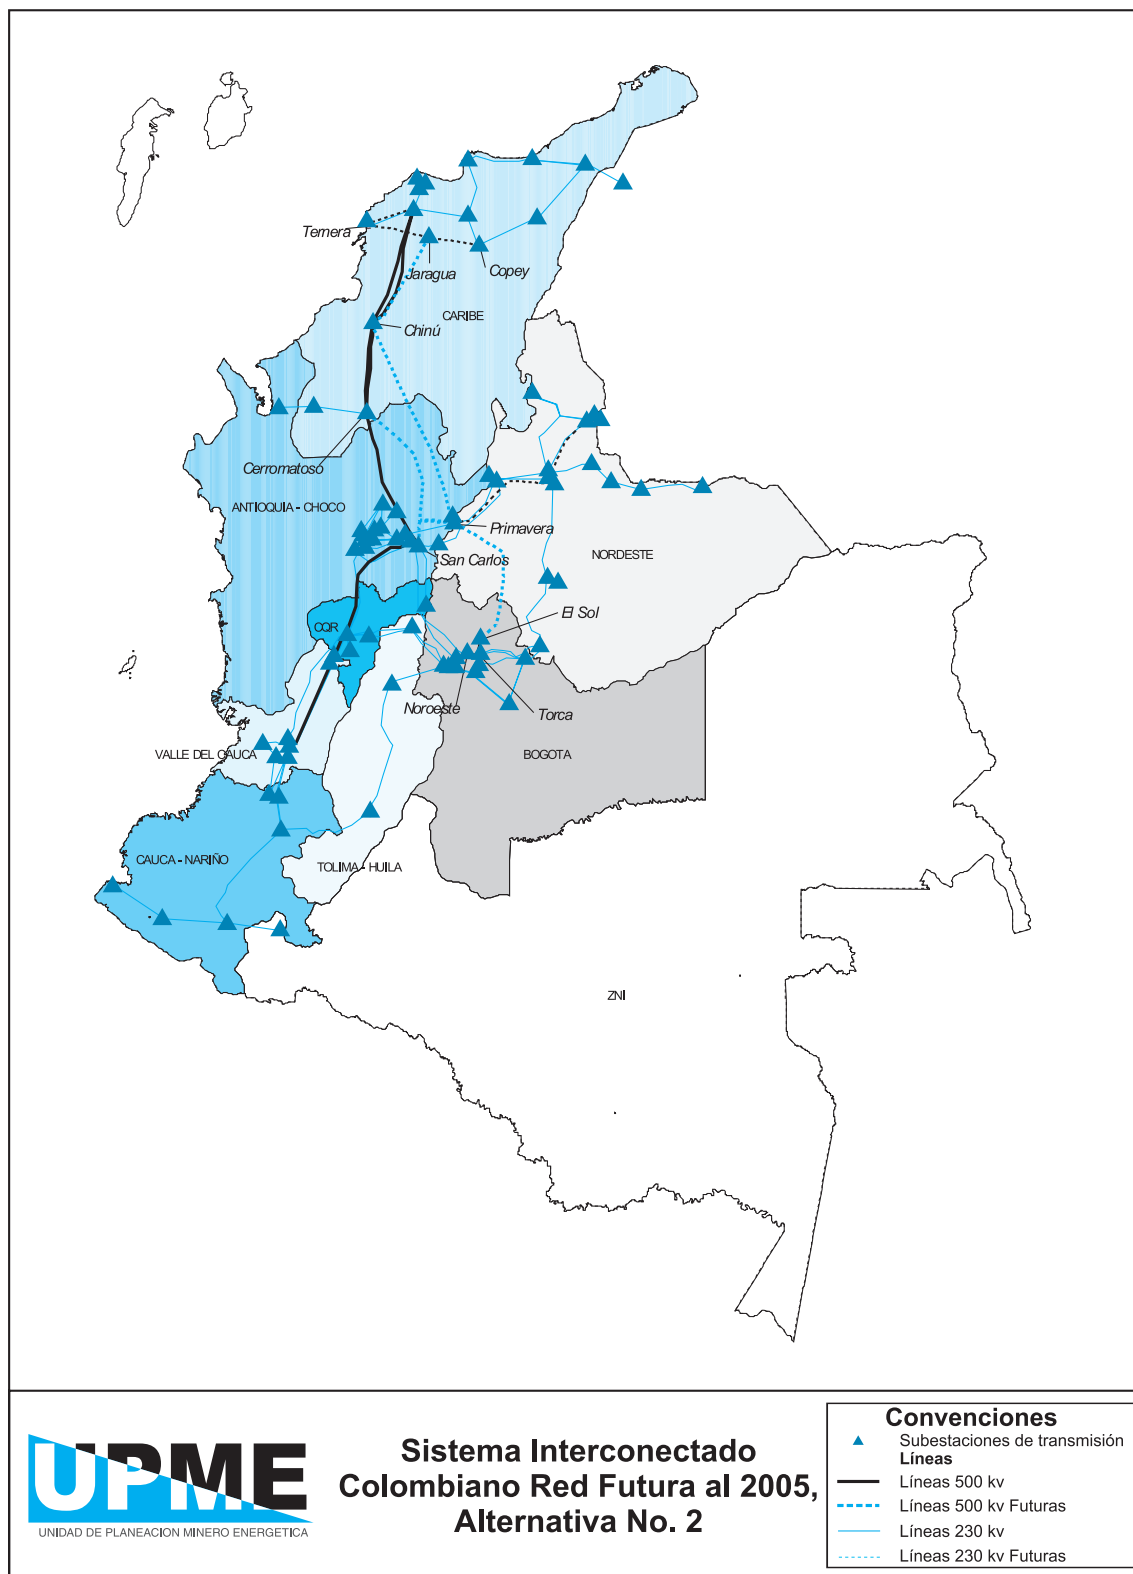 Ternera
Jaragua
Copey
CARIBE
Chinú
Cerromatoso
ANTIOQUIA - CHOCO
Primavera
San Carlos
NORDESTE
CQR
El Sol
Noroeste
Torca
VALLE DEL CAUCA
BOGOTA
CAUCA - NARIÑO
TOLIMA - HUILA
ZNI
UPME
UNIDAD DE PLANEACION MINERO ENERGETICA
Sistema Interconectado
Colombiano Red Futura al 2005,
Alternativa No. 2
Convenciones
Subestaciones de transmisión
Líneas
Líneas 500 kv
Líneas 500 kv Futuras
Líneas 230 kv
Líneas 230 kv Futuras